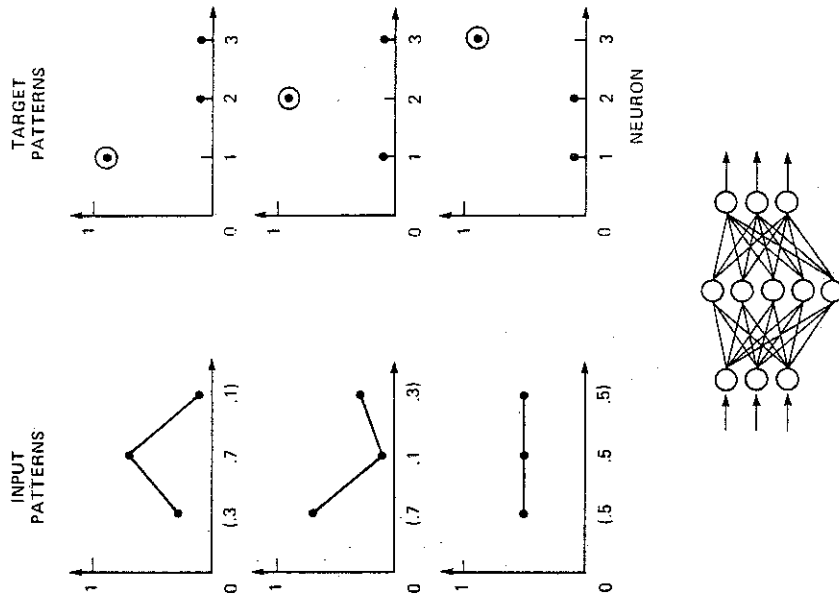 INPUT
PATTERNS
TARGET
PATTERNS
1
0
(.3 .7 .1)
1
0 1 2 3
1
0
(.7 .1 .3)
1
0 1 2 3
1
0
(.5 .5 .5)
1
0 1 2 3
NEURON